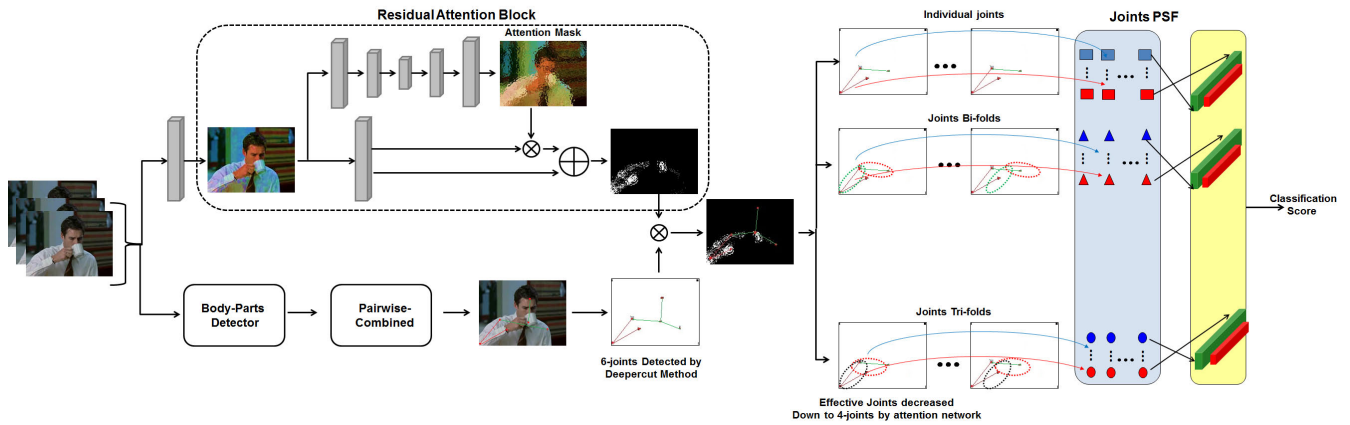 Residual Attention Block
Attention Mask
Body-Parts
Detector
Pairwise-
Combined
6-joints Detected by
Deepercut Method
Individual joints
Joints PSF
Joints Bi-folds
Joints Tri-folds
Effective Joints decreased
Down to 4-joints by attention network
Classification
Score